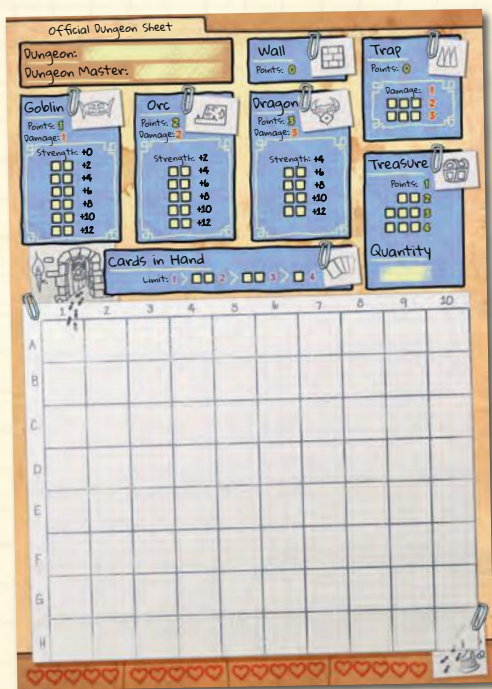 Official Dungeon Sheet
Dungeon:
Dungeon Master:
Wall
Points: 0
Trap
Points: 0
Damage: 1
2
3
Goblin
Points: 1
Damage: 1
Strength: +0
+2
+4
+6
+8
+10
+12
Orc
Points: 2
Damage: 2
Strength: +2
+4
+6
+8
+10
+12
Dragon
Points: 3
Damage: 3
Strength: +4
+6
+8
+10
+12
Treasure
Points: 1
2
3
4
Quantity
Cards in Hand
Limit: 1 > 2 > 3 > 4
1 2 3 4 5 6 7 8 9 10
A
B
C
D
E
F
G
H